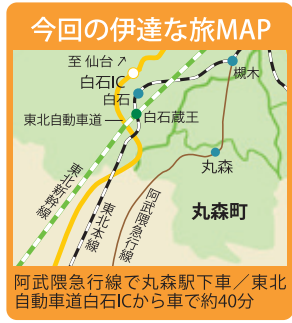 今回の伊達な旅MAP
至 仙台↗
白石IC
槻木
白石
東北自動車道
白石蔵王
丸森
東北新幹線
東北本線
阿武隈急行線
丸森町
阿武隈急行線で丸森駅下車／東北
自動車道白石ICから車で約40分